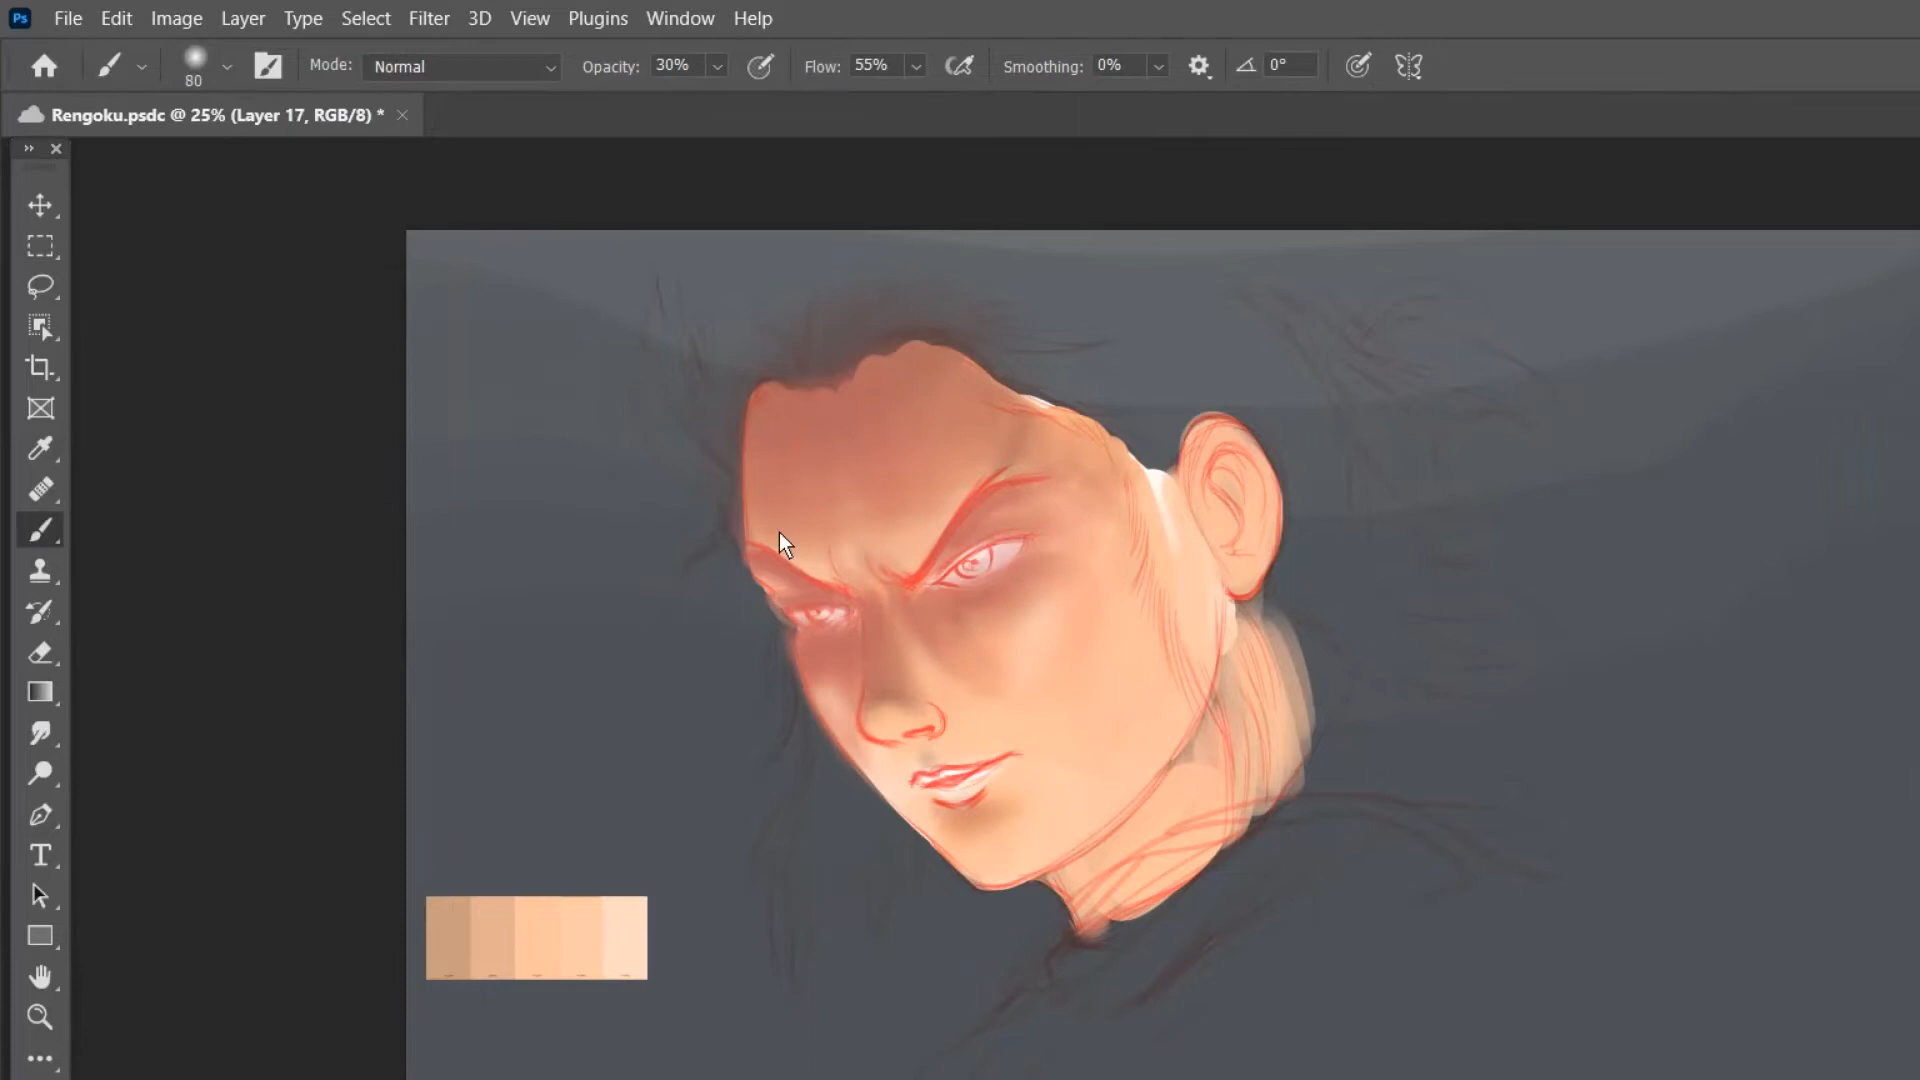 Ps File Edit Image Layer Type Select Filter 3D View Plugins Window Help
80 Mode: Normal Opacity: 30% Flow: 55% Smoothing: 0% 0°
Rengoku.psdc @ 25% (Layer 17, RGB/8) *